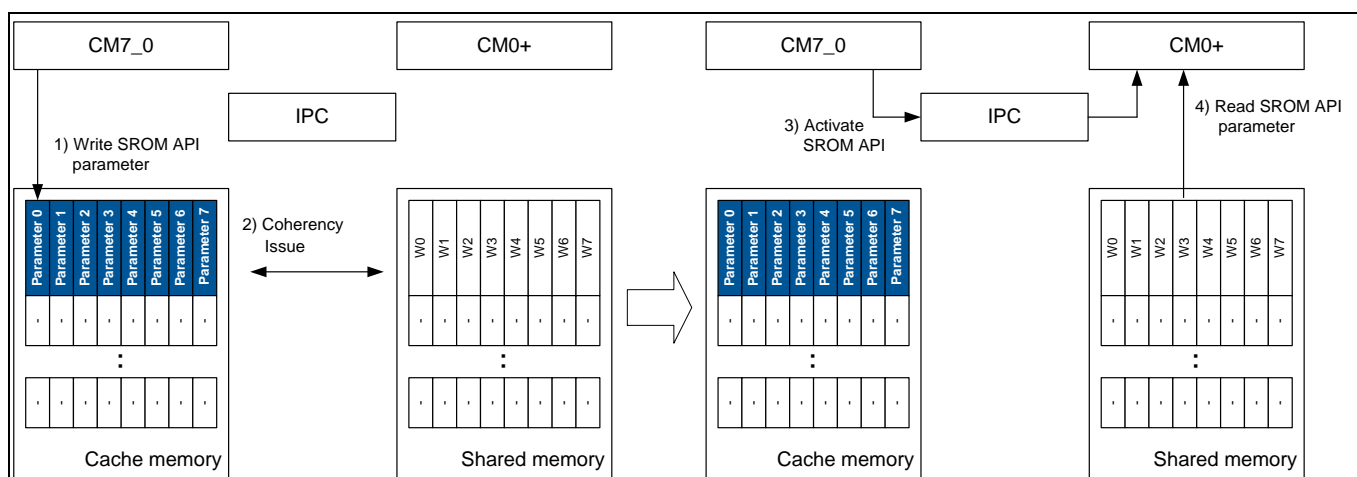 CM7_0
CM0+
CM7_0
CM0+
IPC
IPC
1) Write SROM API
parameter
3) Activate
SROM API
4) Read SROM API
parameter
Parameter 0
Parameter 1
Parameter 2
Parameter 3
Parameter 4
Parameter 5
Parameter 6
Parameter 7
2) Coherency
Issue
W0
W1
W2
W3
W4
W5
W6
W7
Parameter 0
Parameter 1
Parameter 2
Parameter 3
Parameter 4
Parameter 5
Parameter 6
Parameter 7
W0
W1
W2
W3
W4
W5
W6
W7
- - - - - - - -
- - - - - - - -
- - - - - - - -
- - - - - - - -
:
:
:
:
- - - - - - - -
- - - - - - - -
- - - - - - - -
- - - - - - - -
Cache memory
Shared memory
Cache memory
Shared memory